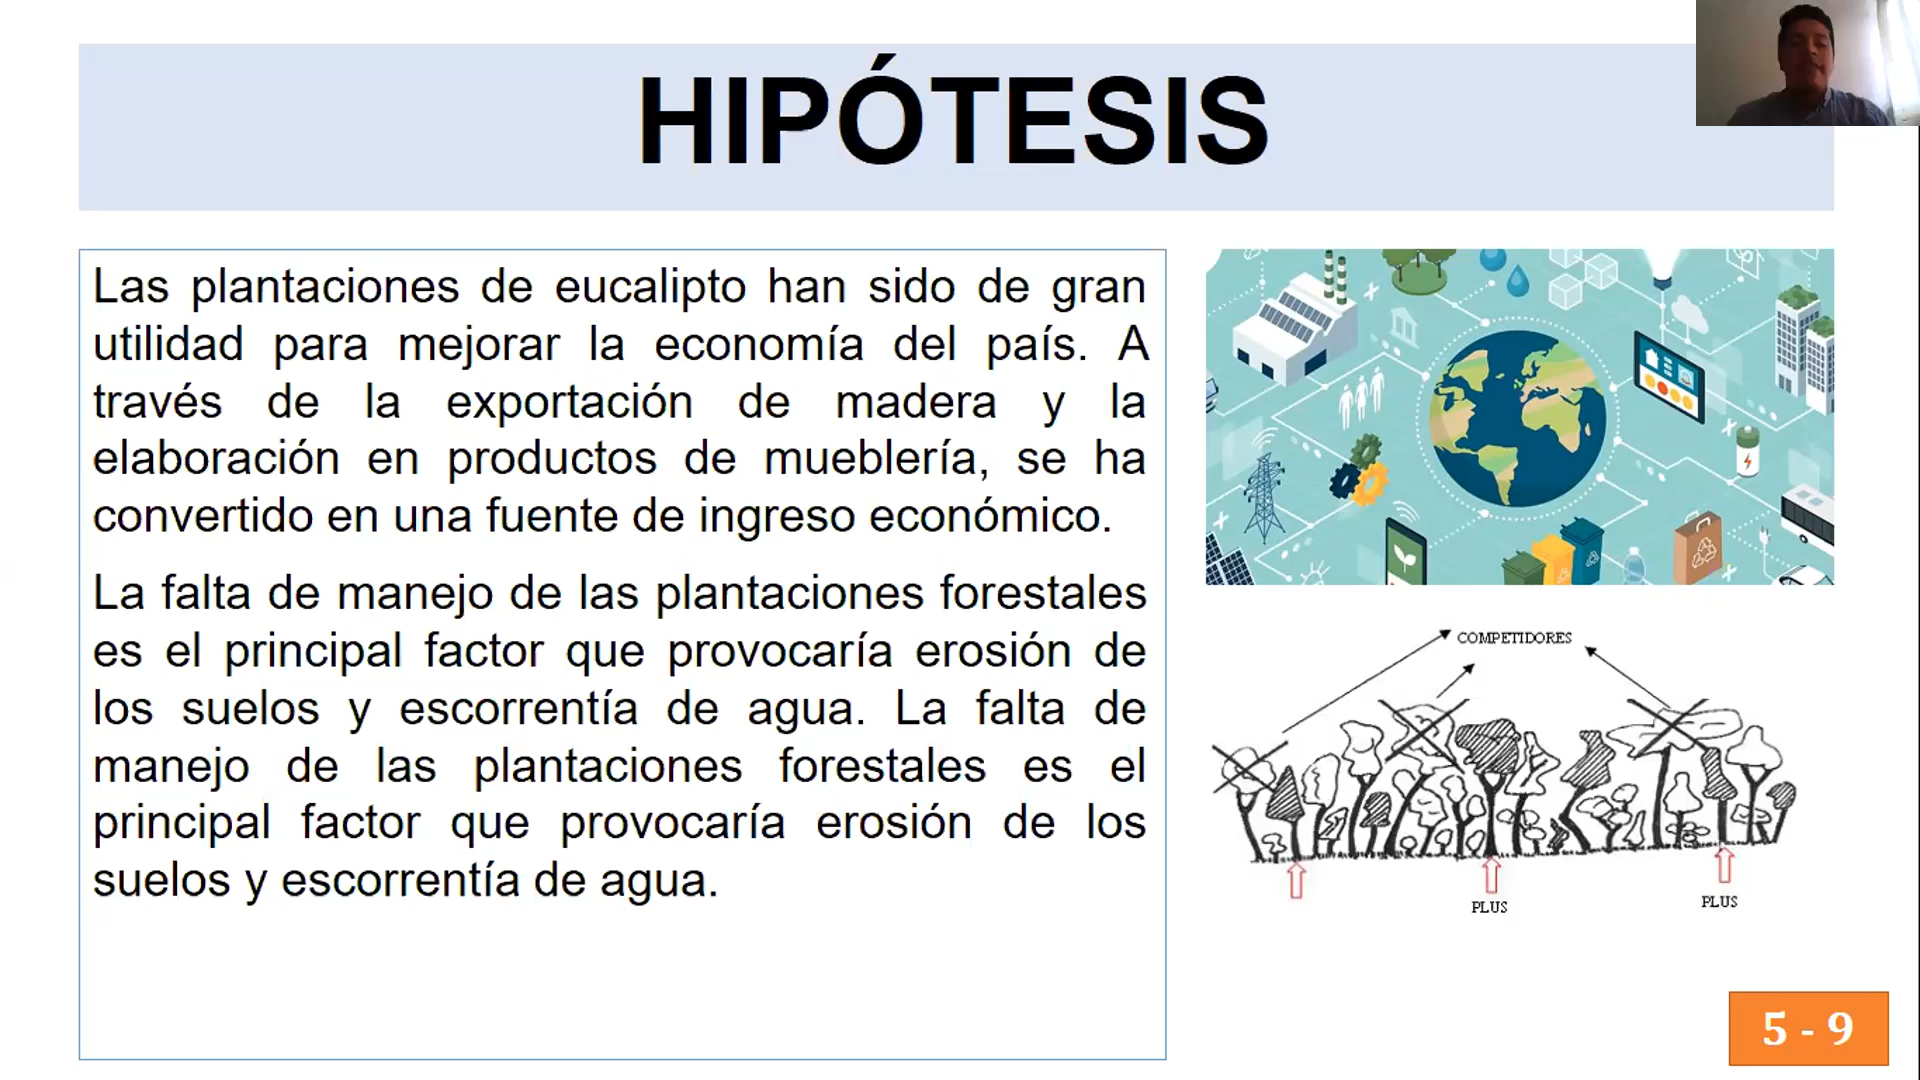 HIPÓTESIS
Las plantaciones de eucalipto han sido de gran
utilidad para mejorar la economía del país. A
través de la exportación de madera y la
elaboración en productos de mueblería, se ha
convertido en una fuente de ingreso económico.
La falta de manejo de las plantaciones forestales
es el principal factor que provocaría erosión de
los suelos y escorrentía de agua. La falta de
manejo de las plantaciones forestales es el
principal factor que provocaría erosión de los
suelos y escorrentía de agua.
COMPETIDORES
PLUS
PLUS
5 - 9